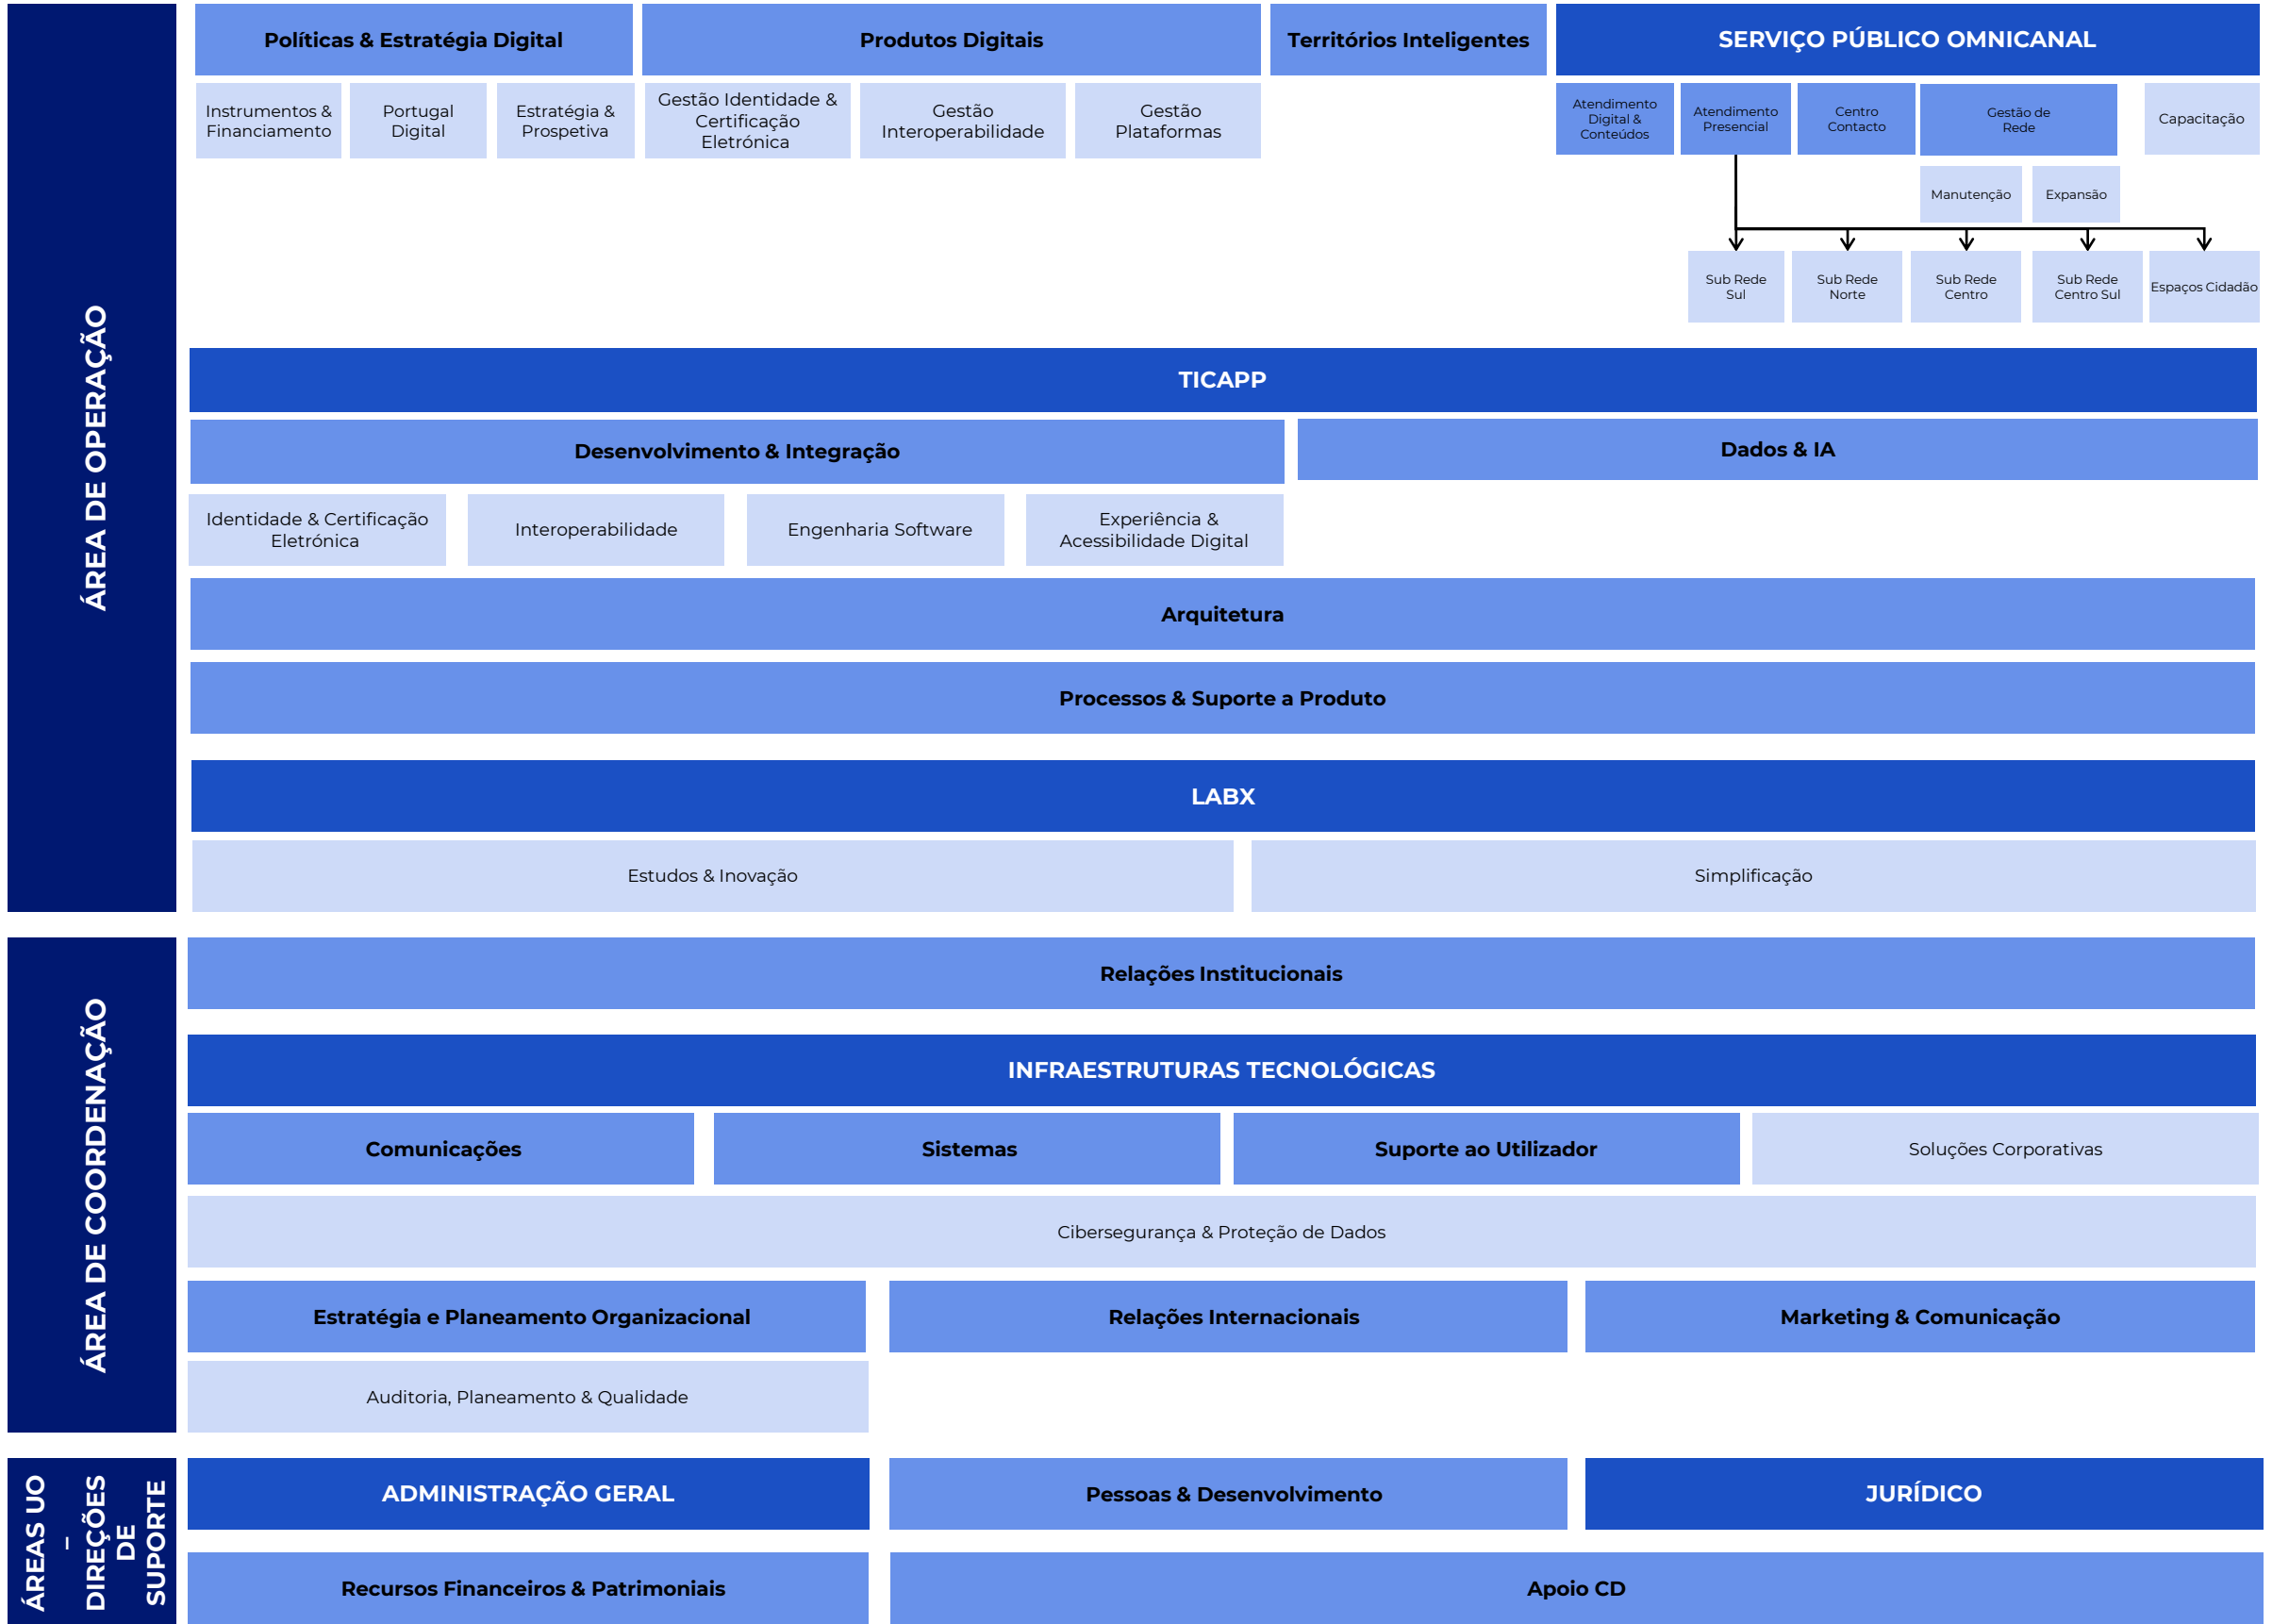 ÁREA DE OPERAÇÃO
Políticas & Estratégia Digital
Produtos Digitais
Territórios Inteligentes
SERVIÇO PÚBLICO OMNICANAL
Instrumentos &
Financiamento
Portugal
Digital
Estratégia &
Prospetiva
Gestão Identidade &
Certificação
Eletrónica
Gestão
Interoperabilidade
Gestão
Plataformas
Atendimento
Digital &
Conteúdos
Atendimento
Presencial
Centro
Contacto
Gestão de
Rede
Capacitação
Manutenção
Expansão
Sub Rede
Sul
Sub Rede
Norte
Sub Rede
Centro
Sub Rede
Centro Sul
Espaços Cidadão
TICAPP
Desenvolvimento & Integração
Dados & IA
Identidade & Certificação
Eletrónica
Interoperabilidade
Engenharia Software
Experiência &
Acessibilidade Digital
Arquitetura
Processos & Suporte a Produto
LABX
Estudos & Inovação
Simplificação
ÁREA DE COORDENAÇÃO
Relações Institucionais
INFRAESTRUTURAS TECNOLÓGICAS
Comunicações
Sistemas
Suporte ao Utilizador
Soluções Corporativas
Cibersegurança & Proteção de Dados
Estratégia e Planeamento Organizacional
Relações Internacionais
Marketing & Comunicação
Auditoria, Planeamento & Qualidade
ÁREAS UO
–
DIREÇÕES
DE
SUPORTE
ADMINISTRAÇÃO GERAL
Pessoas & Desenvolvimento
JURÍDICO
Recursos Financeiros & Patrimoniais
Apoio CD